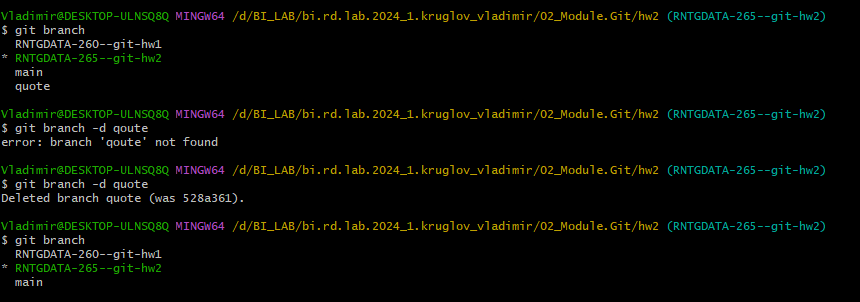 Vladimir@DESKTOP-ULNSQ8Q MINGW64 /d/BI_LAB/bi.rd.lab.2024_1.kruglov_vladimir/02_Module.Git/hw2 (RNTGDATA-265--git-hw2)
$ git branch
  RNTGDATA-260--git-hw1
* RNTGDATA-265--git-hw2
  main
  quote
Vladimir@DESKTOP-ULNSQ8Q MINGW64 /d/BI_LAB/bi.rd.lab.2024_1.kruglov_vladimir/02_Module.Git/hw2 (RNTGDATA-265--git-hw2)
$ git branch -d qoute
error: branch 'qoute' not found
Vladimir@DESKTOP-ULNSQ8Q MINGW64 /d/BI_LAB/bi.rd.lab.2024_1.kruglov_vladimir/02_Module.Git/hw2 (RNTGDATA-265--git-hw2)
$ git branch -d quote
Deleted branch quote (was 528a361).
Vladimir@DESKTOP-ULNSQ8Q MINGW64 /d/BI_LAB/bi.rd.lab.2024_1.kruglov_vladimir/02_Module.Git/hw2 (RNTGDATA-265--git-hw2)
$ git branch
  RNTGDATA-260--git-hw1
* RNTGDATA-265--git-hw2
  main